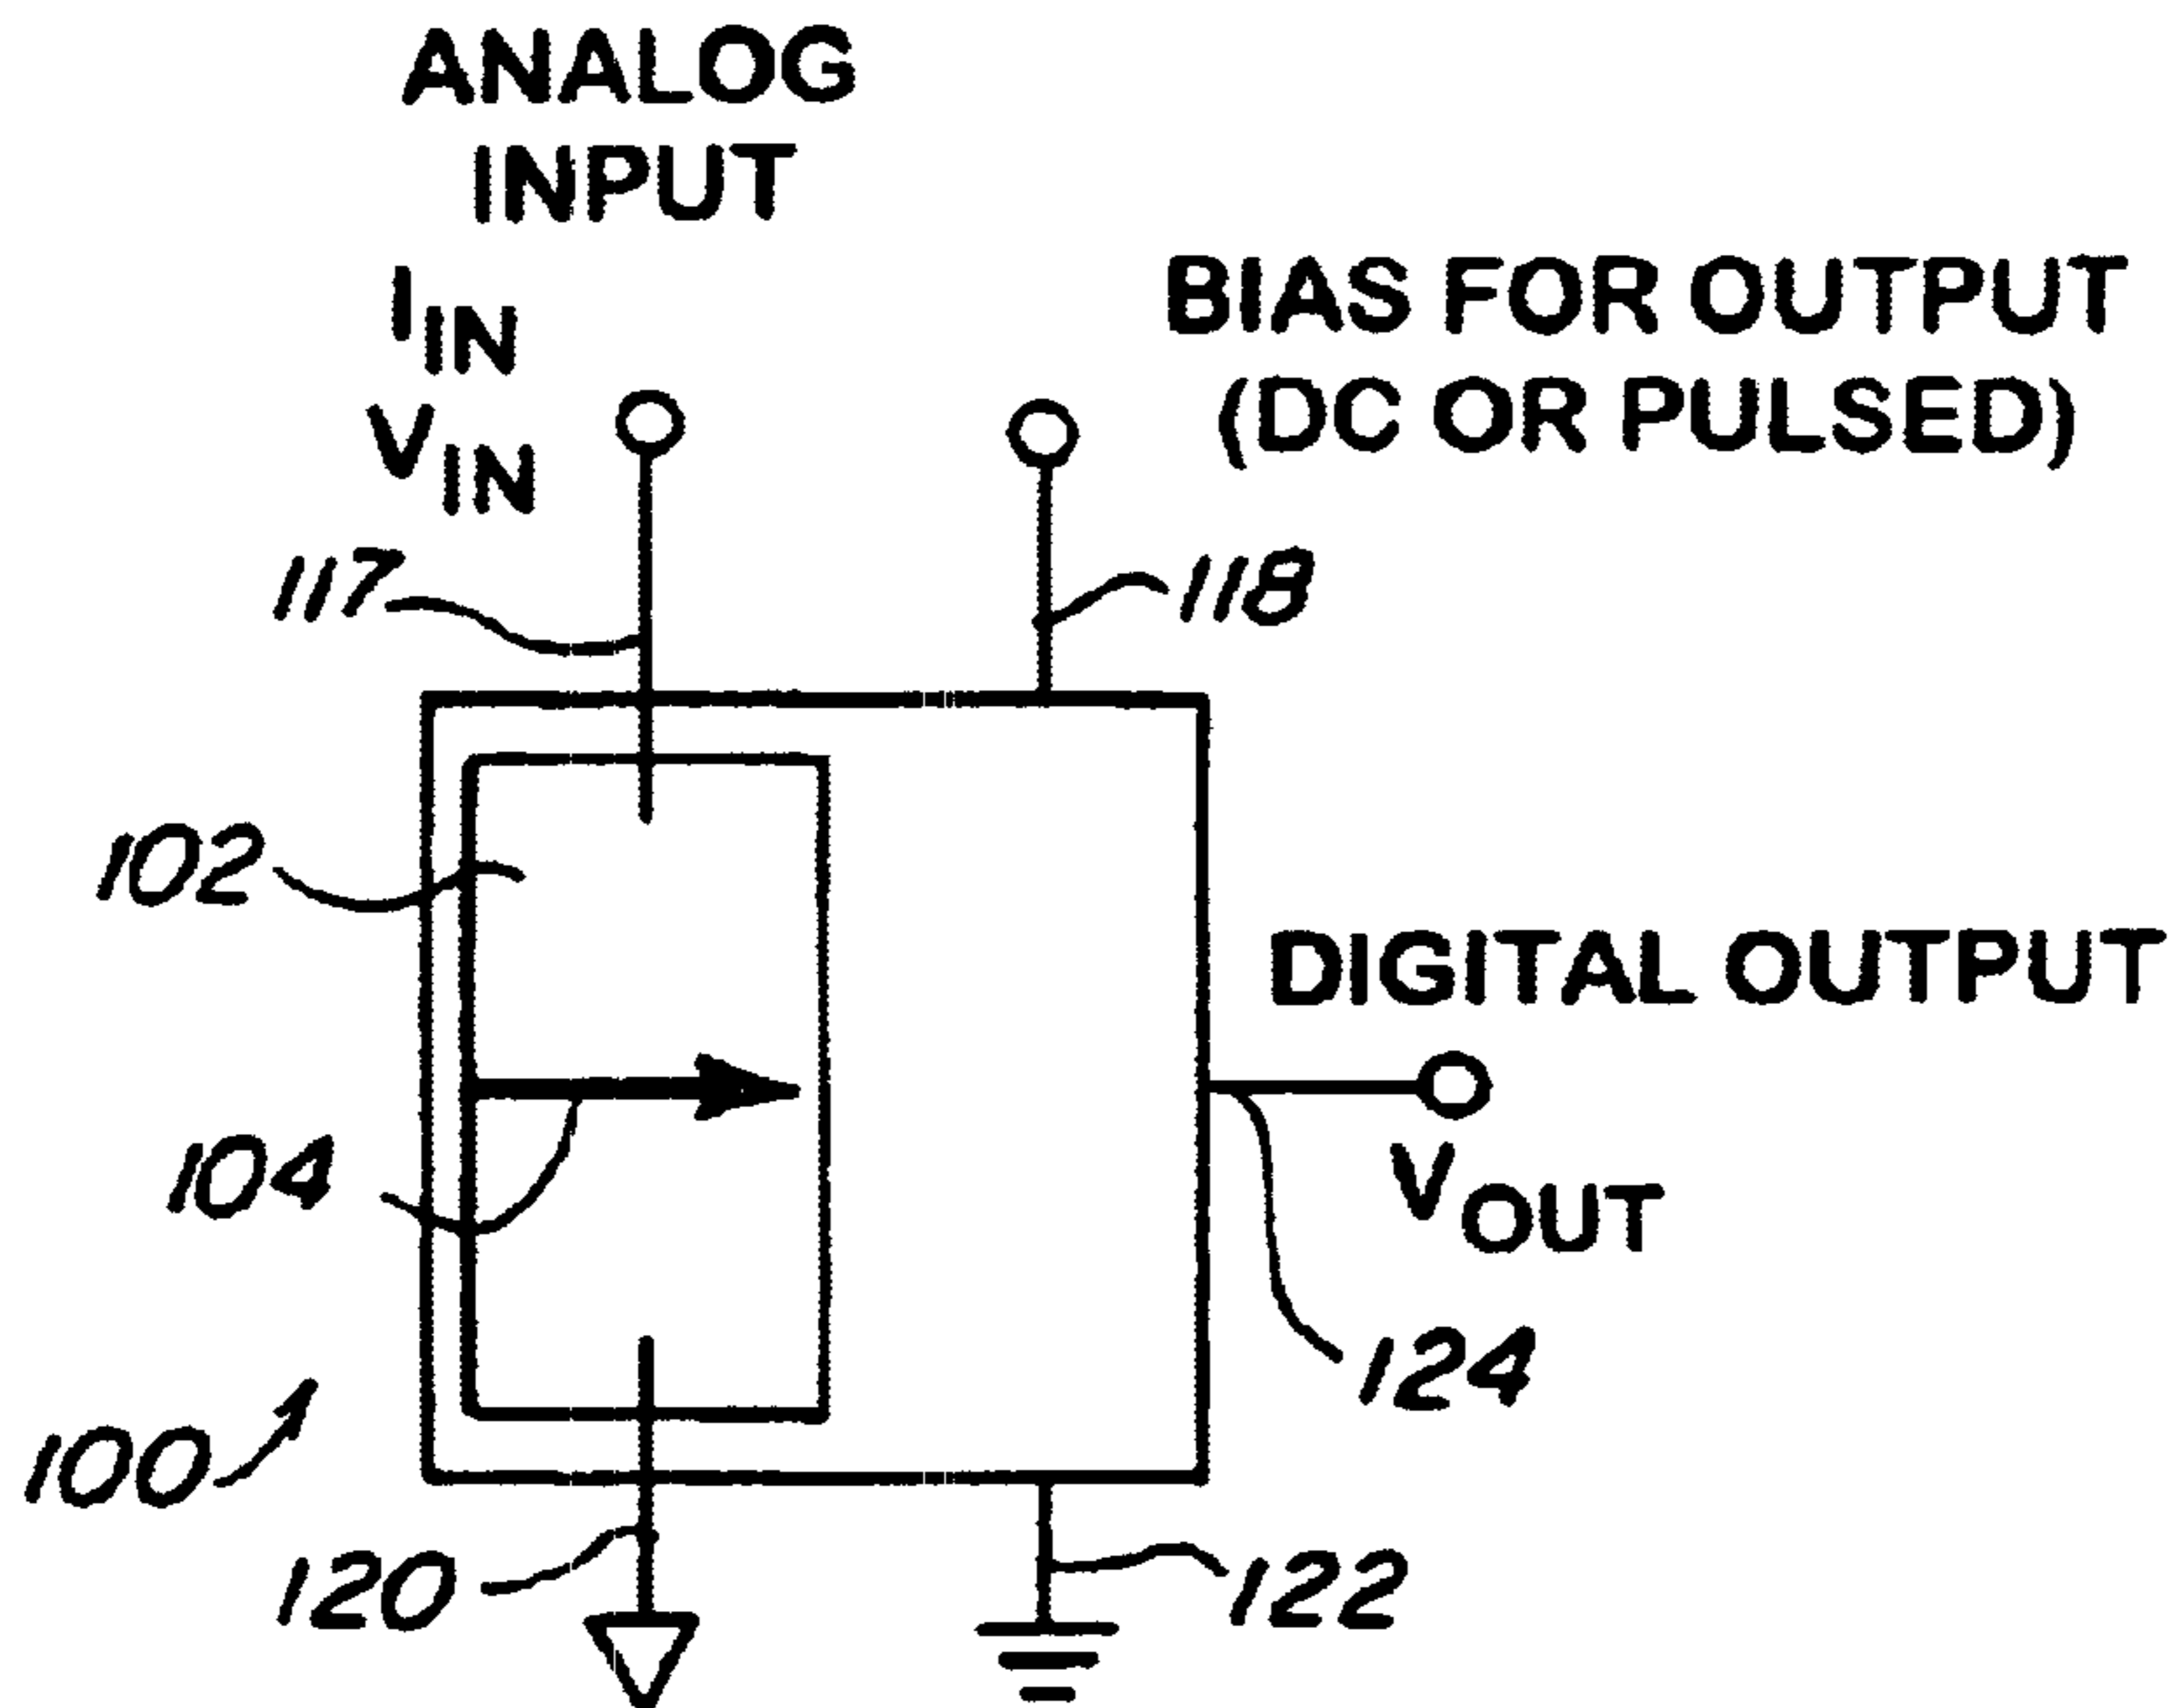 ANALOG
INPUT
I_IN
V_IN
BIAS FOR OUTPUT
(DC OR PULSED)
117
118
102
DIGITAL OUTPUT
V_OUT
104
124
100
120
122